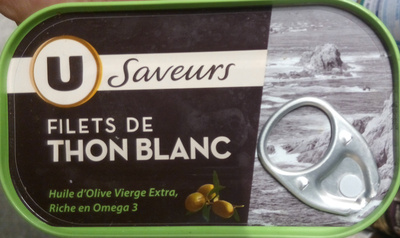 U Saveurs
FILETS DE
THON BLANC
Huile d'Olive Vierge Extra,
Riche en Omega 3